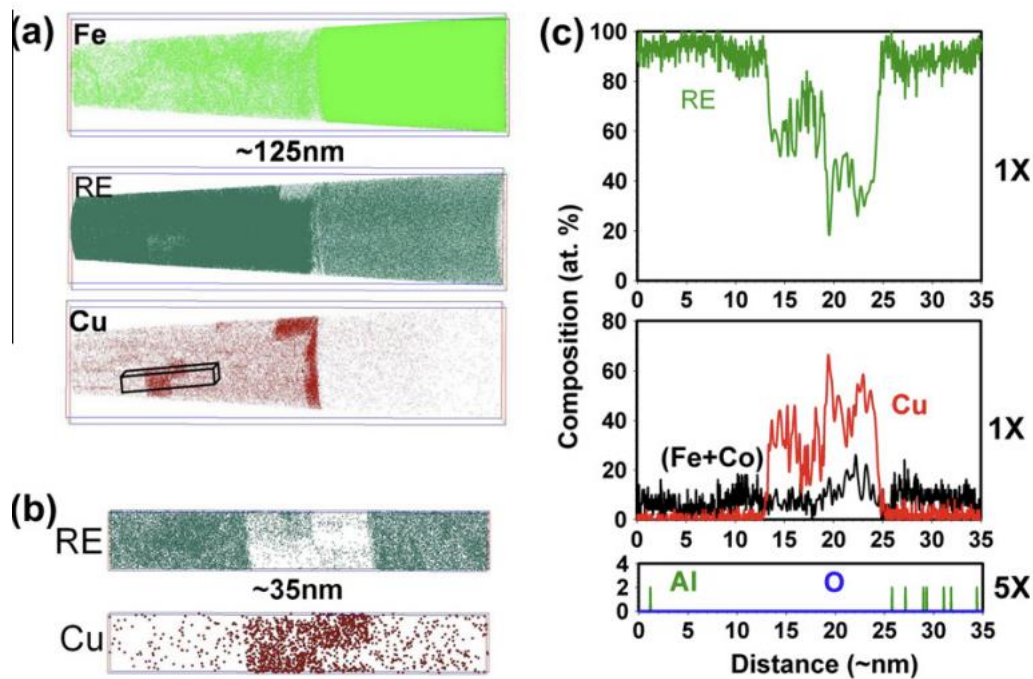 (a)
Fe
~125nm
RE
Cu
(b)
RE
~35nm
Cu
(c)
Composition (at. %)
100
80
60
40
20
0
RE
1X
0 5 10 15 20 25 30 35
80
60
40
20
0
Cu
(Fe+Co)
1X
0 5 10 15 20 25 30 35
4
2
0
Al O
5X
0 5 10 15 20 25 30 35
Distance (~nm)